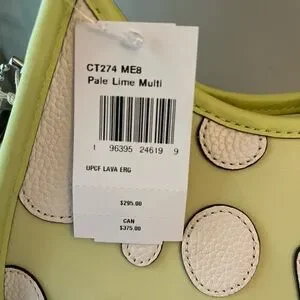 CT274 ME8
Pale Lime Multi
1 96395 24619 9
UPCF LAVA ERG
$295.00
CAN
$375.00